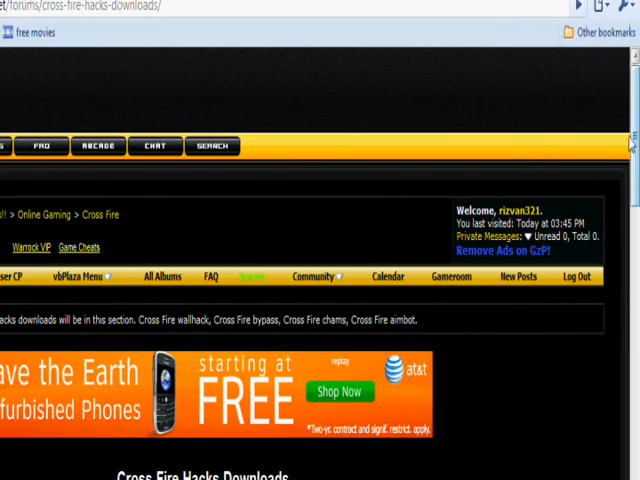 et/forums/cross-fire-hacks-downloads/
free movies
Other bookmarks
S FAQ ARCADE CHAT SEARCH
s!! > Online Gaming > Cross Fire
Welcome, rizvan321.
You last visited: Today at 03:45 PM
Private Messages: Unread 0, Total 0.
Remove Ads on GzP!
Warrock VIP Game Cheats
ser CP vbPlaza Menu All Albums FAQ Search Community Calendar Gameroom New Posts Log Out
acks downloads will be in this section. Cross Fire wallhack, Cross Fire bypass, Cross Fire chams, Cross Fire aimbot.
ave the Earth
furbished Phones
starting at
FREE
replay
Shop Now
at&t
*Two-yr. contract and signif. restrict. apply.
Cross Fire Hacks Downloads